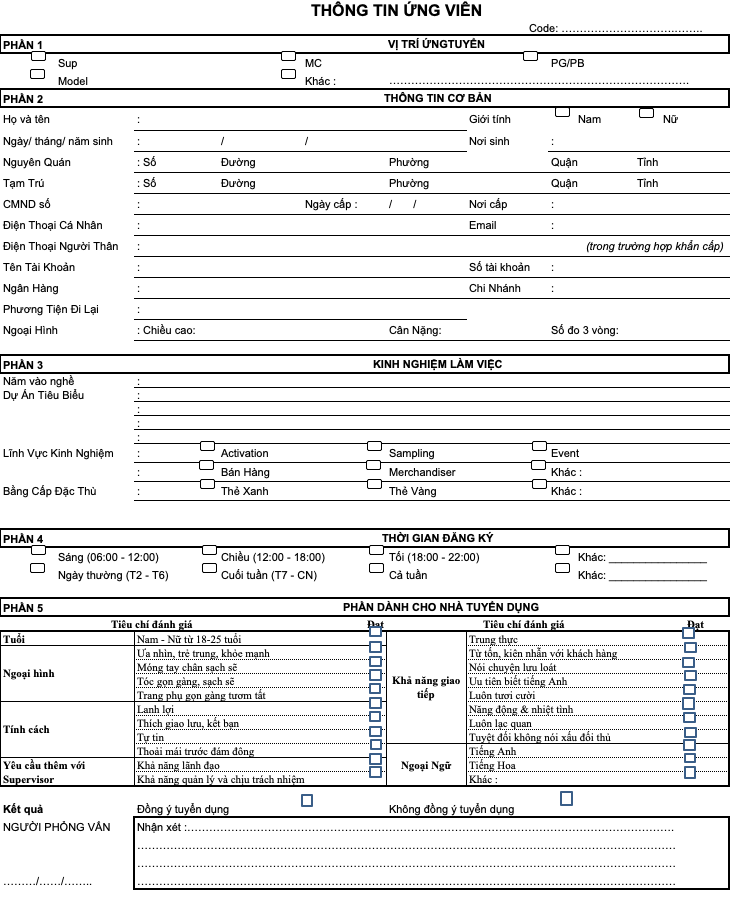 THÔNG TIN ỨNG VIÊN
Code: ……………………………………..
PHẦN 1 VỊ TRÍ ỨNGTUYỂN
Sup MC PG/PB
Model Khác : ………………………………………………………………………………
PHẦN 2 THÔNG TIN CƠ BẢN
Họ và tên : Giới tính Nam Nữ
Ngày/ tháng/ năm sinh : / / Nơi sinh :
Nguyên Quán : Số Đường Phường Quận Tỉnh
Tạm Trú : Số Đường Phường Quận Tỉnh
CMND số : Ngày cấp : / / Nơi cấp :
Điện Thoại Cá Nhân : Email :
Điện Thoại Người Thân : (trong trường hợp khẩn cấp)
Tên Tài Khoản : Số tài khoản :
Ngân Hàng : Chi Nhánh :
Phương Tiện Đi Lại :
Ngoại Hình : Chiều cao: Cân Nặng: Số đo 3 vòng:
PHẦN 3 KINH NGHIỆM LÀM VIỆC
Năm vào nghề :
Dự Án Tiêu Biểu :
:
:
:
Lĩnh Vực Kinh Nghiệm : Activation Sampling Event
: Bán Hàng Merchandiser Khác :
Bằng Cấp Đặc Thù : Thẻ Xanh Thẻ Vàng Khác :
PHẦN 4 THỜI GIAN ĐĂNG KÝ
Sáng (06:00 - 12:00) Chiều (12:00 - 18:00) Tối (18:00 - 22:00) Khác: _______________
Ngày thường (T2 - T6) Cuối tuần (T7 - CN) Cả tuần Khác: _______________
PHẦN 5 PHẦN DÀNH CHO NHÀ TUYỂN DỤNG
Tiêu chí đánh giá Đạt Tiêu chí đánh giá Đạt
Tuổi Nam - Nữ từ 18-25 tuổi Trung thực
Ưa nhìn, trẻ trung, khỏe mạnh Từ tốn, kiên nhẫn với khách hàng
Móng tay chân sạch sẽ Nói chuyện lưu loát
Ngoại hình Tóc gọn gàng, sạch sẽ Khả năng giao tiếp Ưu tiên biết tiếng Anh
Trang phục gọn gàng tươm tất Luôn tươi cười
Lanh lợi Năng động & nhiệt tình
Tính cách Thích giao lưu, kết bạn Luôn lạc quan
Tự tin Tuyệt đối không nói xấu đối thủ
Thoải mái trước đám đông Tiếng Anh
Yêu cầu thêm với Khả năng lãnh đạo Ngoại Ngữ Tiếng Hoa
Supervisor Khả năng quản lý và chịu trách nhiệm Khác :
Kết quả Đồng ý tuyển dụng Không đồng ý tuyển dụng
NGƯỜI PHỎNG VẤN Nhận xét :………………………………………………………………………………………………………………
……………………………………………………………………………………………………………………………
……………………………………………………………………………………………………………………………
………/……/…….. ……………………………………………………………………………………………………………………………